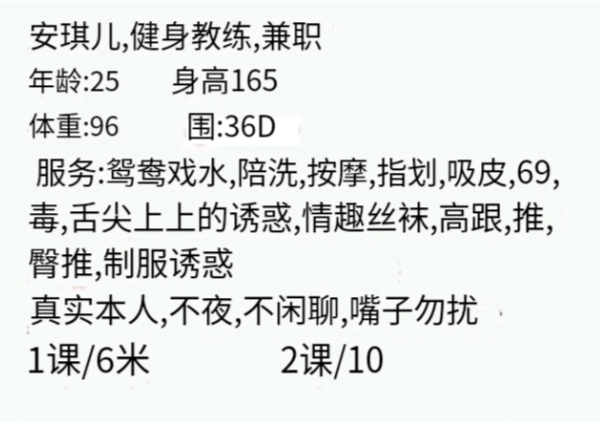 安琪儿,健身教练,兼职
年龄:25 身高165
体重:96 围:36D
服务:鸳鸯戏水,陪洗,按摩,指划,吸皮,69,
毒,舌尖上上的诱惑,情趣丝袜,高跟,推,
臀推,制服诱惑
真实本人,不夜,不闲聊,嘴子勿扰
1课/6米 2课/10